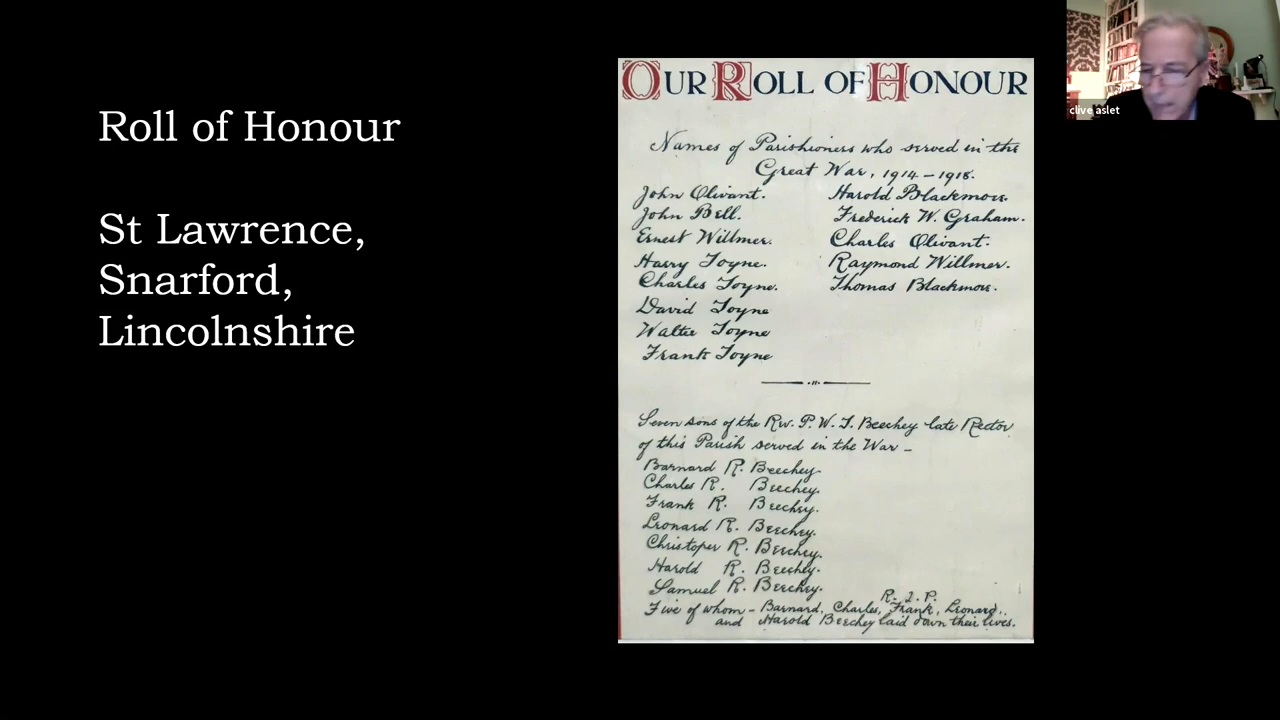 Roll of Honour
St Lawrence,
Snarford,
Lincolnshire
OUR ROLL OF HONOUR
Names of Parishioners who served in the
Great War, 1914-1918.
John Olivant.
John Bell.
Ernest Willmer.
Harry Toyne.
Charles Toyne.
David Toyne
Walter Toyne
Frank Toyne
Harold Blackmore.
Frederick W. Graham.
Charles Olivant.
Raymond Willmer.
Thomas Blackmore.
Seven sons of the Rev. P. W. T. Beechey late Rector
of this Parish served in the War -
Barnard R. Beechey.
Charles R. Beechey.
Frank R. Beechey.
Leonard R. Beechey.
Christoper R. Beechey.
Harold R. Beechey.
Samuel R. Beechey.
R. I. P.
Five of whom - Barnard, Charles, Frank, Leonard,
and Harold Beechey laid down their lives.
clive aslet